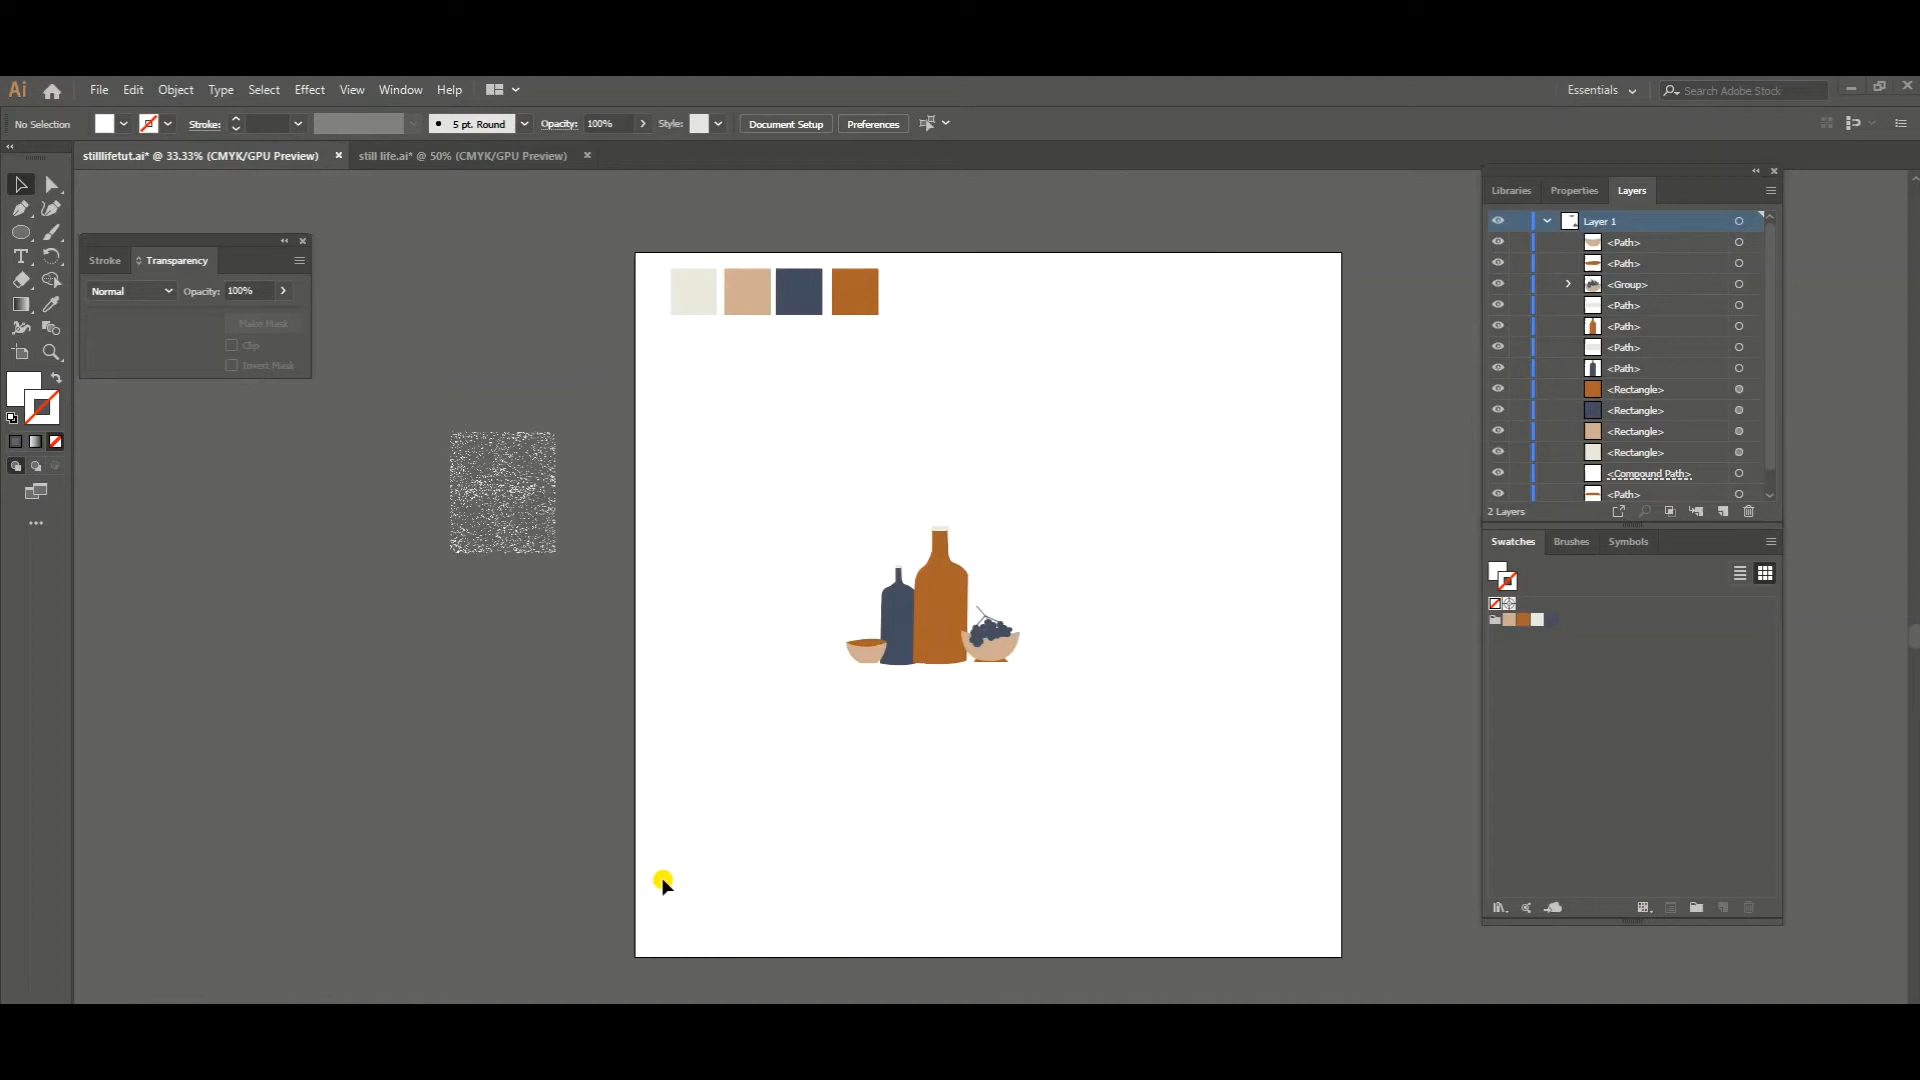 Ai File Edit Object Type Select Effect View Window Help Essentials Search Adobe Stock
No Selection Stroke: 5 pt. Round Opacity: 100% Style: Document Setup Preferences
stilllifetut.ai* @ 33.33% (CMYK/GPU Preview) still life.ai* @ 50% (CMYK/GPU Preview)
Libraries Properties Layers
Layer 1
<Path>
<Path>
<Group>
<Path>
<Path>
<Path>
<Path>
<Rectangle>
<Rectangle>
<Rectangle>
<Rectangle>
<Compound Path>
<Path>
2 Layers
Stroke Transparency
Normal Opacity: 100%
Make Mask
Clip
Invert Mask
Swatches Brushes Symbols